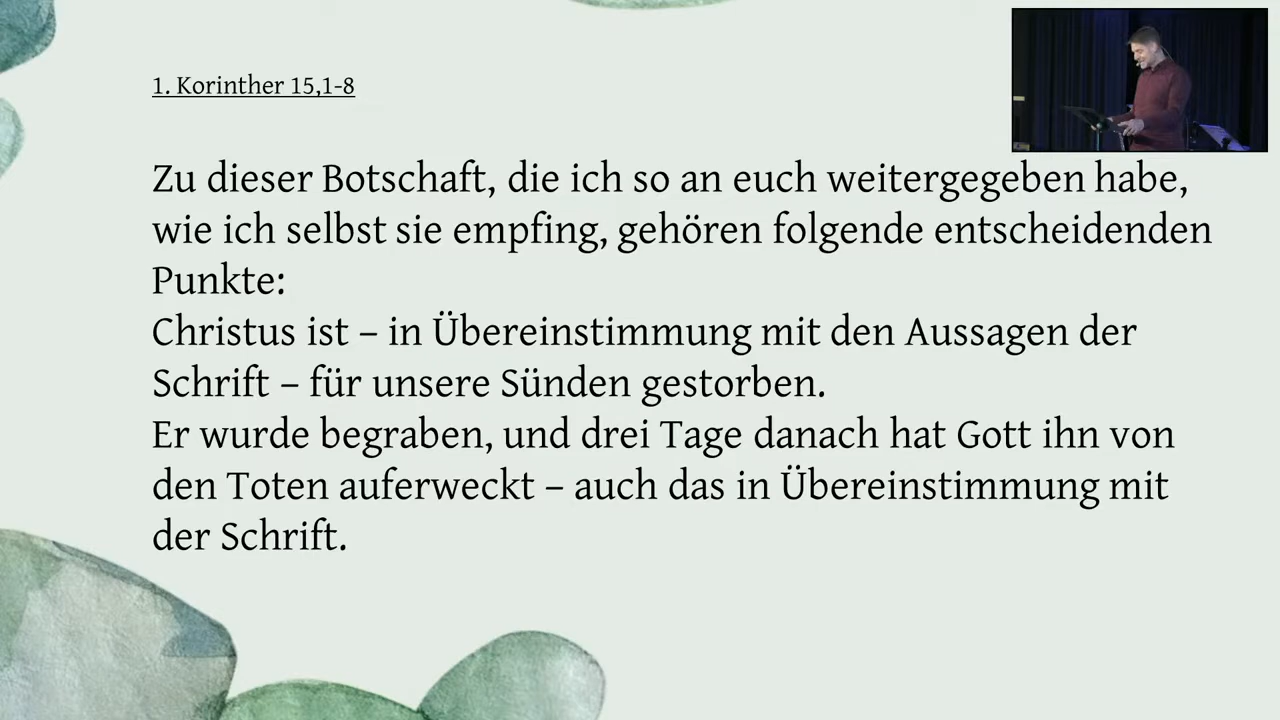 1. Korinther 15,1-8
Zu dieser Botschaft, die ich so an euch weitergegeben habe,
wie ich selbst sie empfing, gehören folgende entscheidenden
Punkte:
Christus ist – in Übereinstimmung mit den Aussagen der
Schrift – für unsere Sünden gestorben.
Er wurde begraben, und drei Tage danach hat Gott ihn von
den Toten auferweckt – auch das in Übereinstimmung mit
der Schrift.